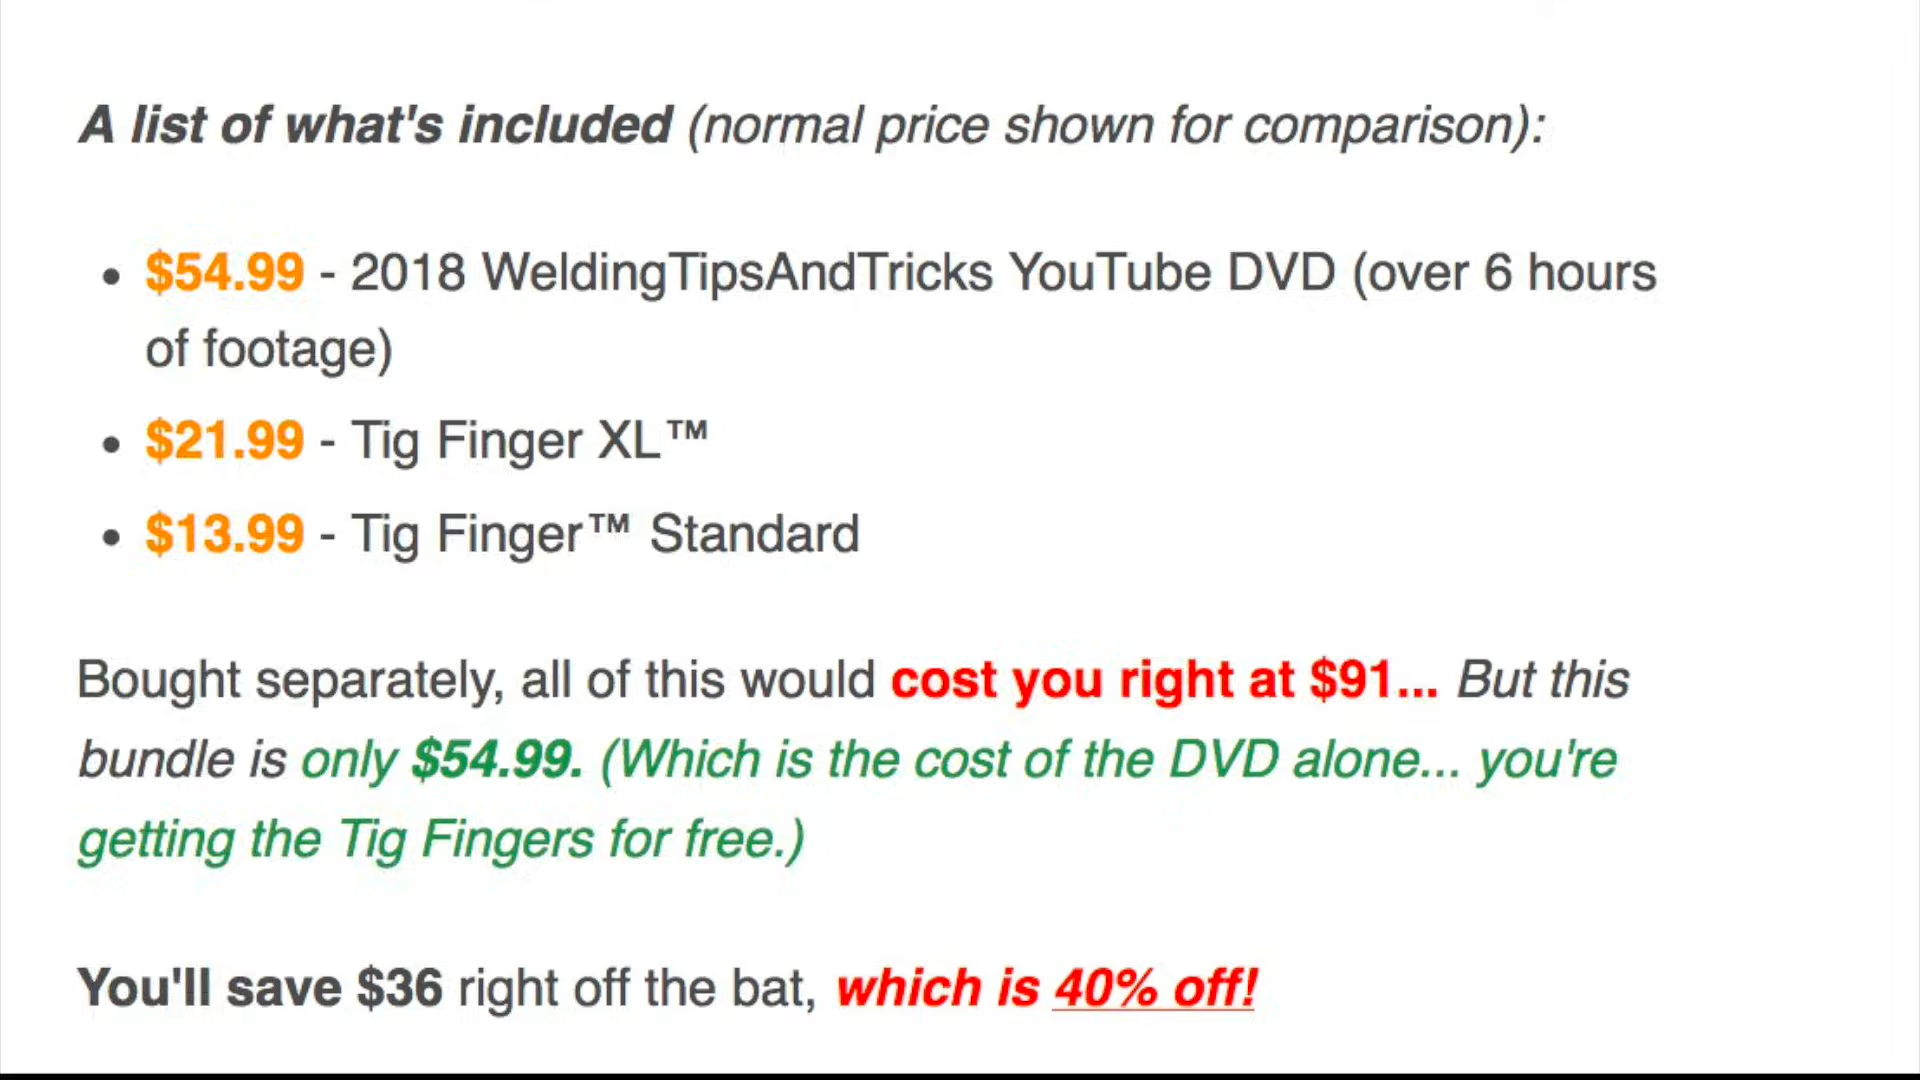 A list of what's included (normal price shown for comparison):
• $54.99 - 2018 WeldingTipsAndTricks YouTube DVD (over 6 hours
of footage)
• $21.99 - Tig Finger XL™
• $13.99 - Tig Finger™ Standard
Bought separately, all of this would cost you right at $91... But this
bundle is only $54.99. (Which is the cost of the DVD alone... you're
getting the Tig Fingers for free.)
You'll save $36 right off the bat, which is 40% off!